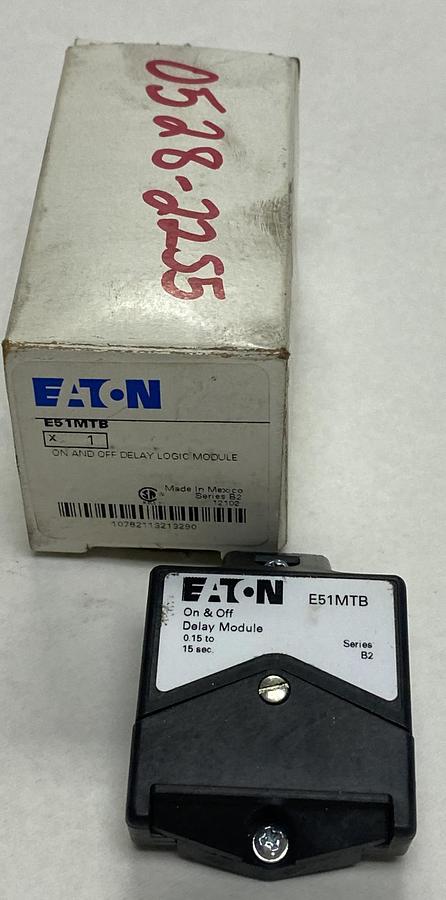 0528-2255
EATON
E51MTB
X 1
ON AND OFF DELAY LOGIC MODULE
Made in Mexico
Series B2
12102
10782113213290
EATON
E51MTB
On & Off
Delay Module
0.15 to
15 sec.
Series
B2